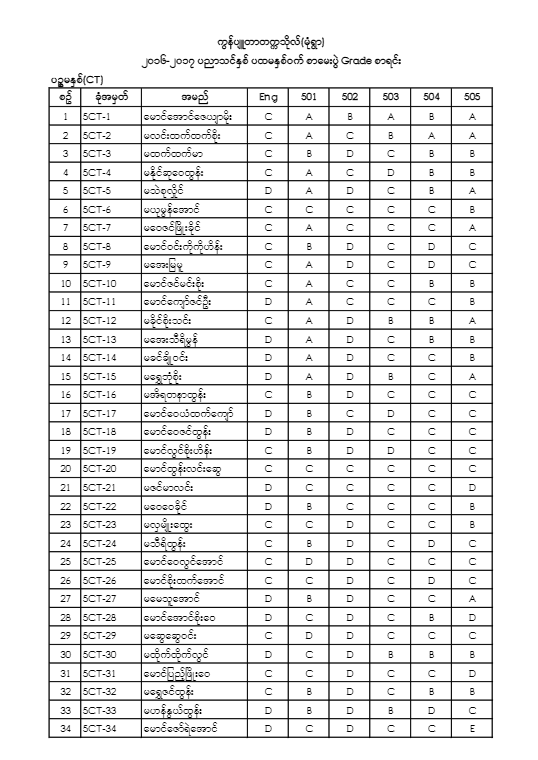 ကွန်ပျူတာတက္ကသိုလ်(မုံရွာ)
၂၀၁၆-၂၀၁၇ ပညာသင်နှစ် ပထမနှစ်ဝက် စာမေးပွဲ Grade စာရင်း
ပဉ္စမနှစ်(CT)
စဉ် ခုံအမှတ် အမည် Eng 501 502 503 504 505
1 5CT-1 မောင်အောင်ဇေယျာမိုး C A B A B A
2 5CT-2 မလင်းထက်ထက်စိုး C A C B A A
3 5CT-3 မထက်ထက်မာ C B D C B B
4 5CT-4 မနိုင်ဆုဝေထွန်း C A C D B B
5 5CT-5 မသဲစုလှိုင် D A D C B A
6 5CT-6 မယုမွန်အောင် C C C C C B
7 5CT-7 မဝေဇင်ဖြိုးခိုင် C A C C C A
8 5CT-8 မောင်ဝင်းကိုကိုဟိန်း C B D C D C
9 5CT-9 မအေးမြမူ C A D C D C
10 5CT-10 မောင်ဇင်မင်းစိုး C A C C B B
11 5CT-11 မောင်ကျော်ဇင်ဦး D A C C C B
12 5CT-12 မခိုင်စိုးသင်း C A D B B A
13 5CT-13 မအေးသီရိမွန် D A D C B B
14 5CT-14 မခင်ချိုဝင်း D A D C C B
15 5CT-15 မရွှေဘုံစိုး D A D B C A
16 5CT-16 မအိရတနာထွန်း C B D C C C
17 5CT-17 မောင်ဝေယံထက်ကျော် D B C D C C
18 5CT-18 မောင်ဝေဇင်ထွန်း D B D C C C
19 5CT-19 မောင်လွင်စိုးဟိန်း C B D D C C
20 5CT-20 မောင်ထွန်းလင်းဆွေ C C C C C C
21 5CT-21 မဇင်မာလင်း D C C C C D
22 5CT-22 မဝေဝေခိုင် D B C C C B
23 5CT-23 မလှမျိုးထွေး C C D C C B
24 5CT-24 မသီရိထွန်း C B D C D C
25 5CT-25 မောင်ဝေလွင်အောင် C D D C C C
26 5CT-26 မောင်စိုးထက်အောင် C C D C D C
27 5CT-27 မမေသူအောင် D B D C C A
28 5CT-28 မောင်အောင်စိုးဝေ D C D C B D
29 5CT-29 မဆွေဆွေဝင်း C D D C C C
30 5CT-30 မထိုက်ထိုက်လွင် D C D B B B
31 5CT-31 မောင်ပြည့်ဖြိုးဝေ C C D C C D
32 5CT-32 မရွှေဇင်ထွန်း C B D C B B
33 5CT-33 မဟန်နွယ်ထွန်း D B D B D C
34 5CT-34 မောင်ဇော်ရဲအောင် D C D C C E